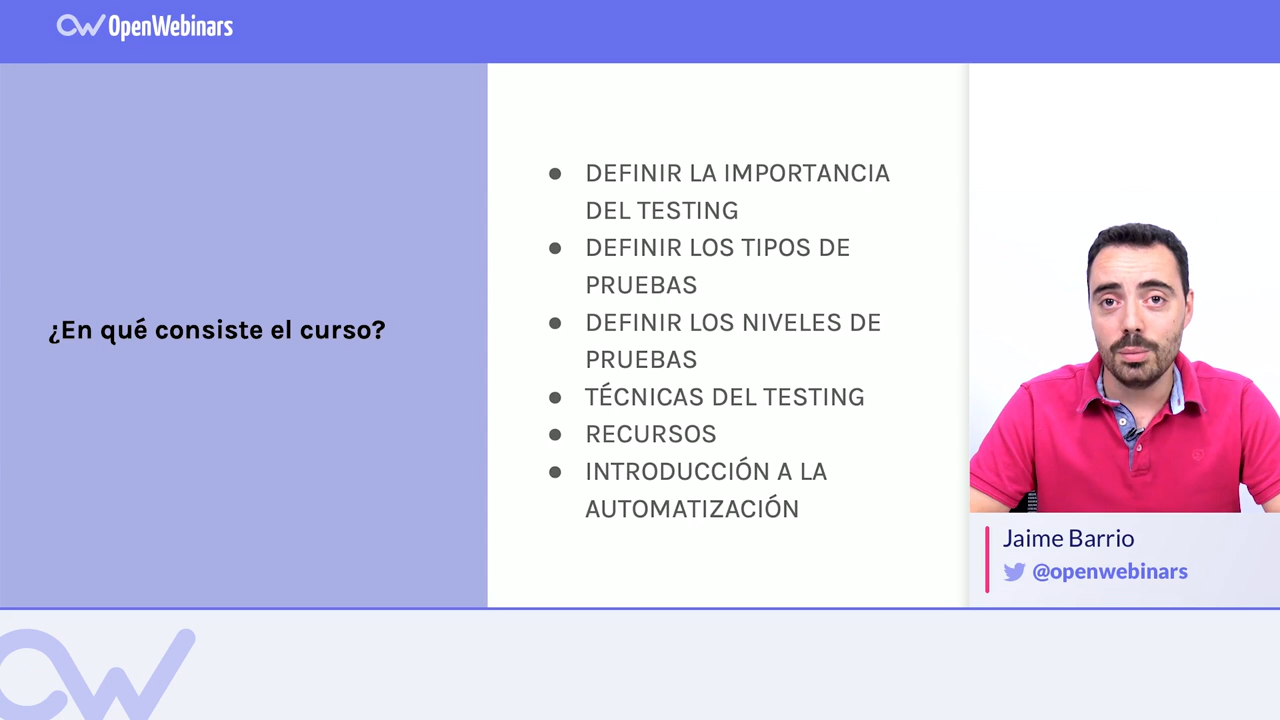 OpenWebinars
¿En qué consiste el curso?
● DEFINIR LA IMPORTANCIA
DEL TESTING
● DEFINIR LOS TIPOS DE
PRUEBAS
● DEFINIR LOS NIVELES DE
PRUEBAS
● TÉCNICAS DEL TESTING
● RECURSOS
● INTRODUCCIÓN A LA
AUTOMATIZACIÓN
Jaime Barrio
@openwebinars